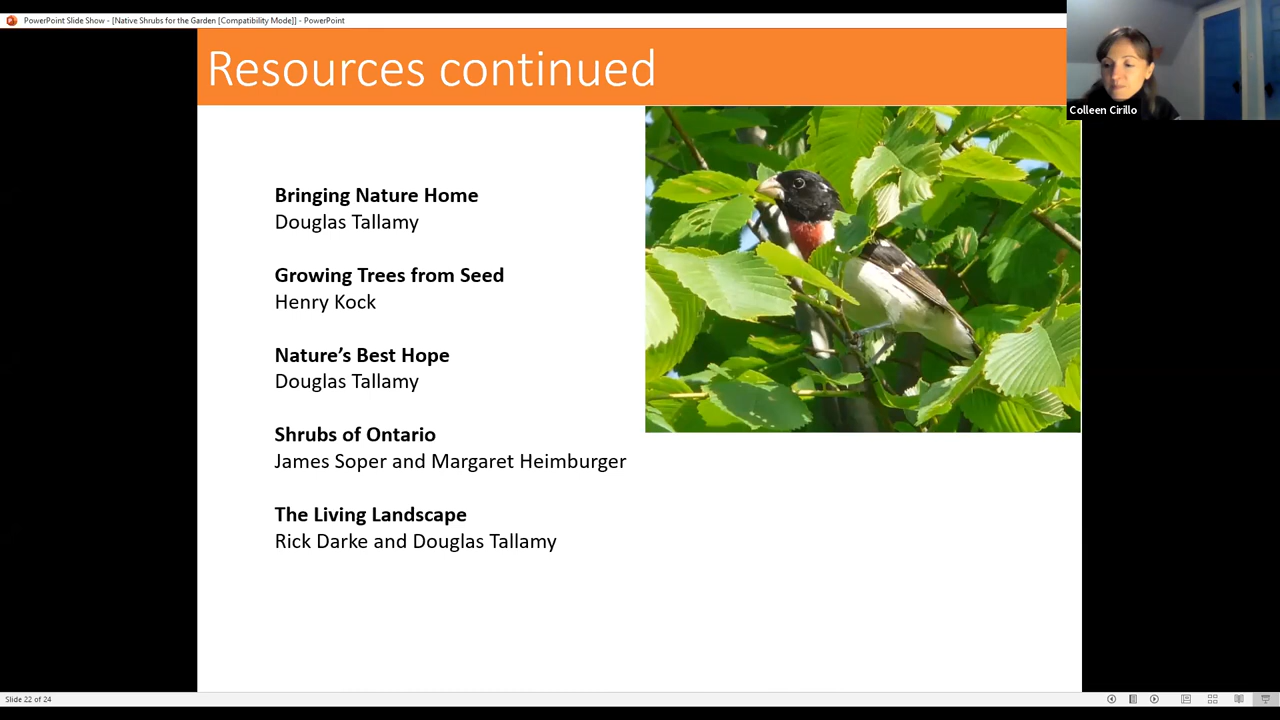 PowerPoint Slide Show - [Native Shrubs for the Garden [Compatibility Mode]] - PowerPoint
Resources continued
Colleen Cirillo
Bringing Nature Home
Douglas Tallamy
Growing Trees from Seed
Henry Kock
Nature’s Best Hope
Douglas Tallamy
Shrubs of Ontario
James Soper and Margaret Heimburger
The Living Landscape
Rick Darke and Douglas Tallamy
Slide 22 of 24